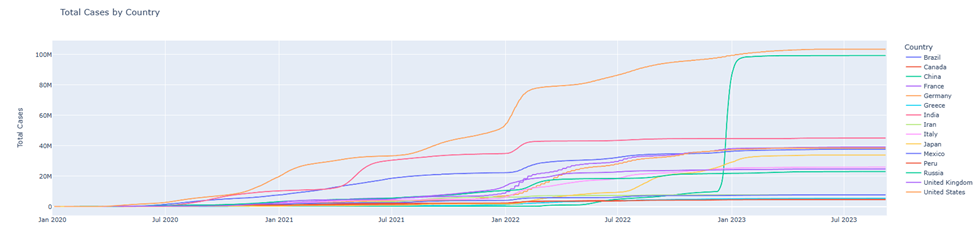 Total Cases by Country
Country
100M
80M
60M
40M
20M
0
Total Cases
Jan 2020
Jul 2020
Jan 2021
Jul 2021
Jan 2022
Jul 2022
Jan 2023
Jul 2023
Brazil
Canada
China
France
Germany
Greece
India
Iran
Italy
Japan
Mexico
Peru
Russia
United Kingdom
United States